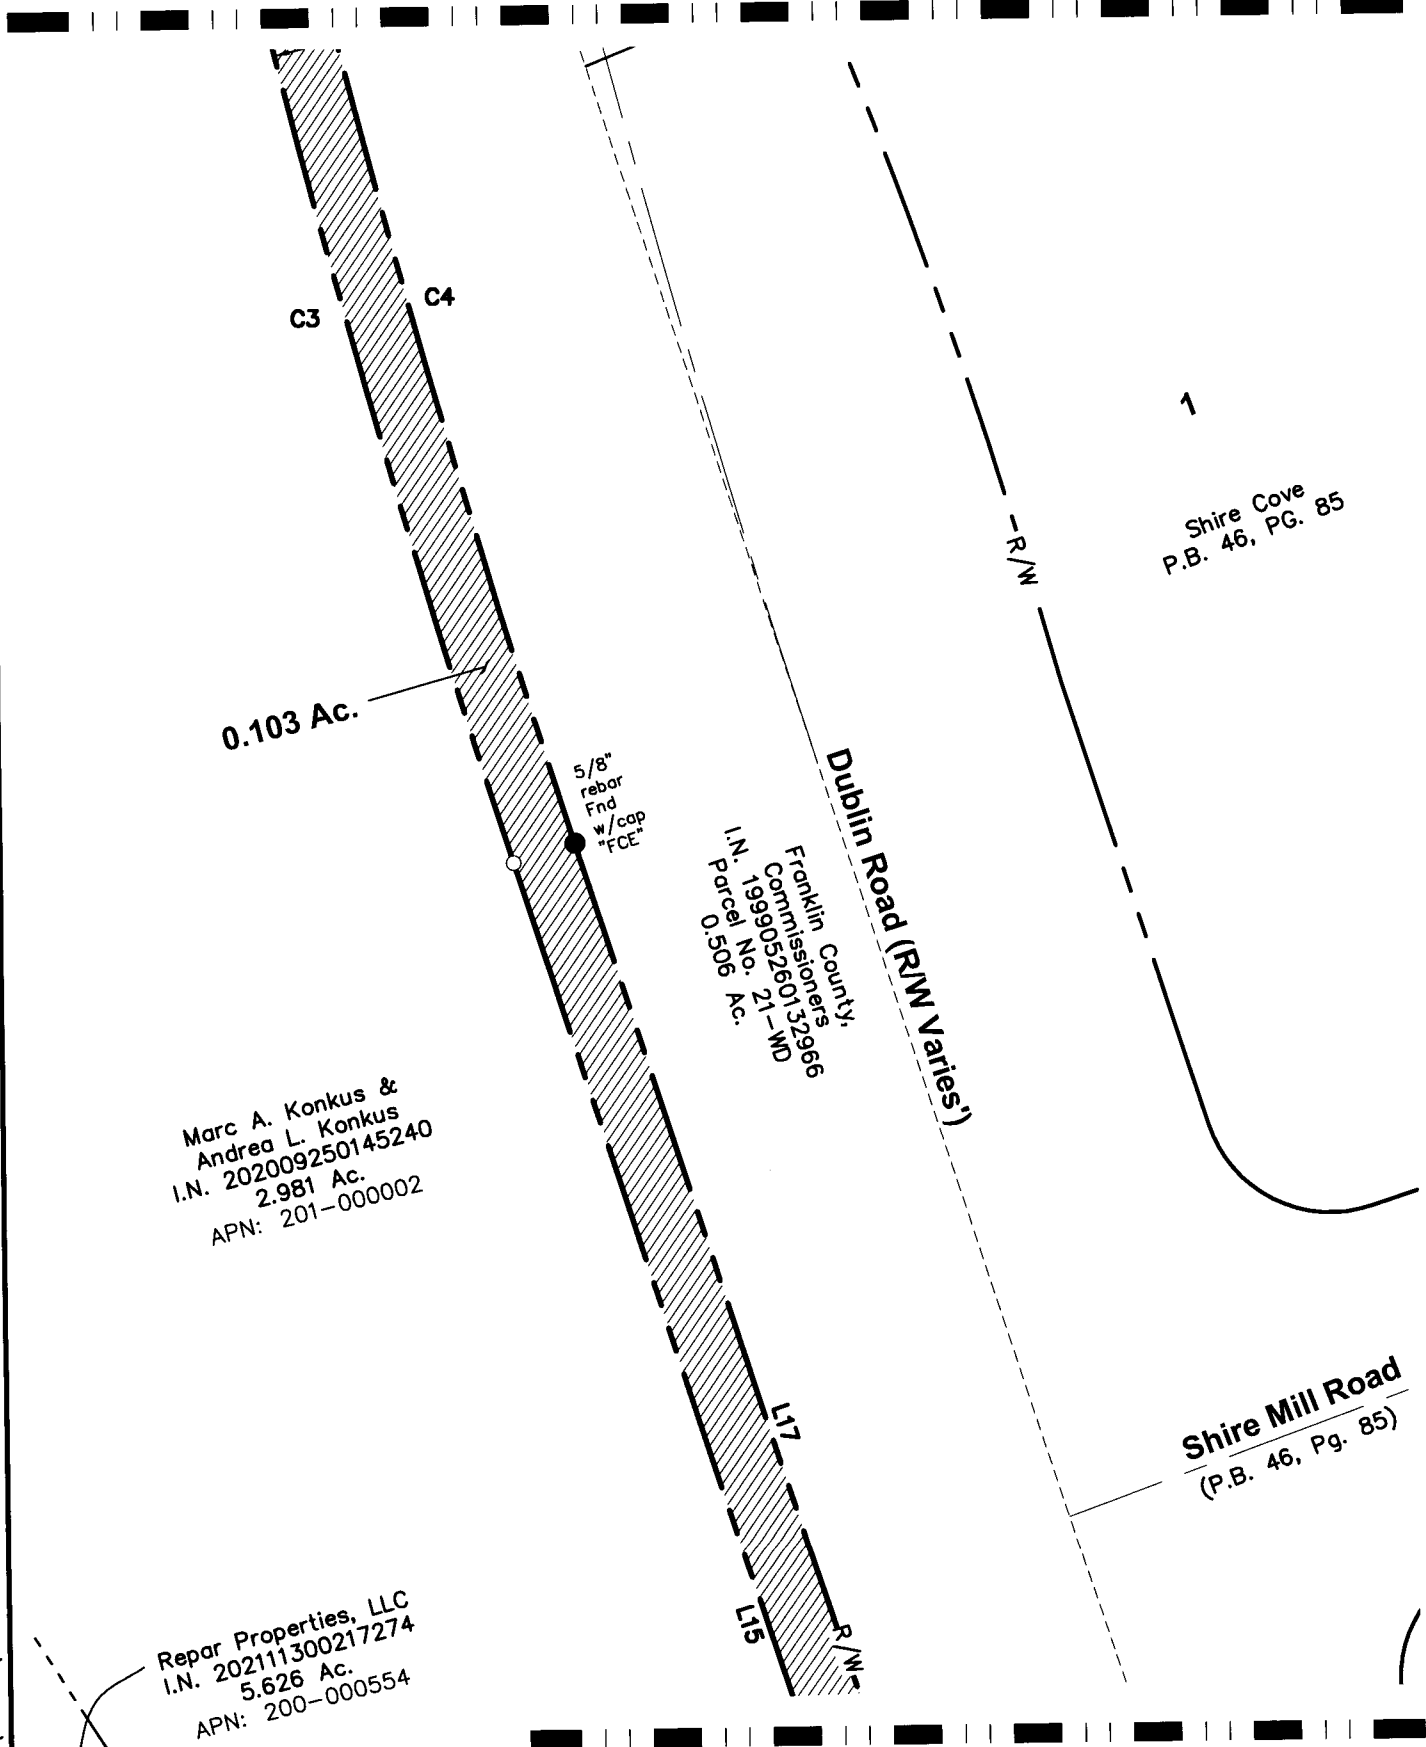 C3
C4
1
Shire Cove
P.B. 46, PG. 85
R/W
0.103 Ac.
5/8"
rebar
Fnd
w/cap
"FCE"
Dublin Road (R/W Varies')
Franklin County,
Commissioners
I.N. 199905260132966
Parcel No. 21-WD
0.506 Ac.
Marc A. Konkus &
Andrea L. Konkus
I.N. 202009250145240
2.981 Ac.
APN: 201-000002
L17
Shire Mill Road
(P.B. 46, Pg. 85)
L15
R/W
Repar Properties, LLC
I.N. 202111300217274
5.626 Ac.
APN: 200-000554